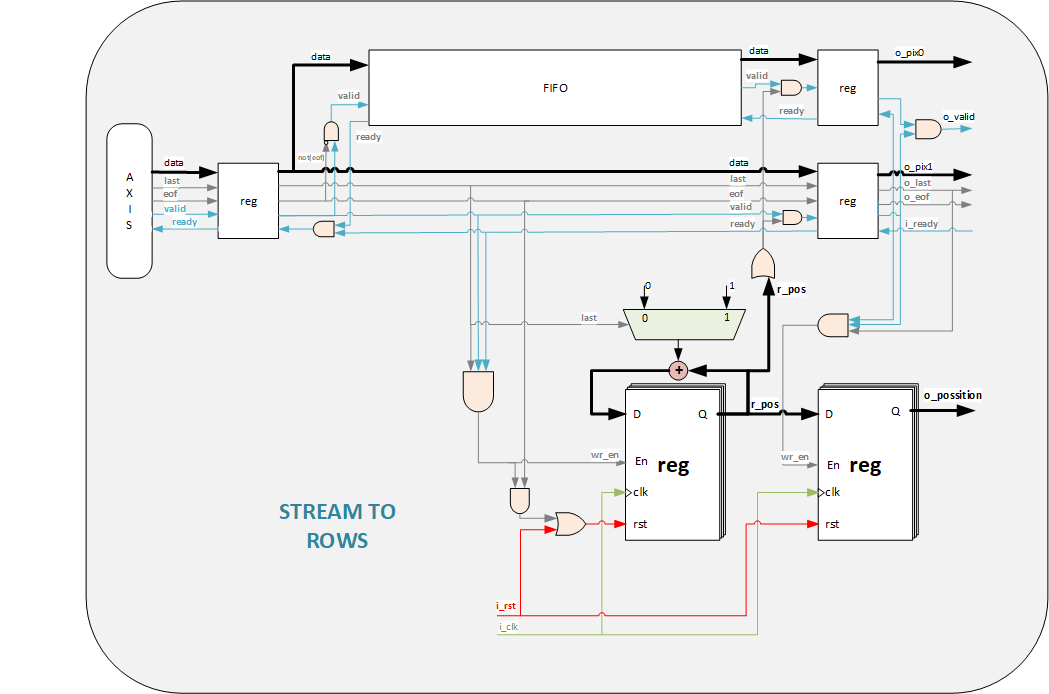 data
data
o_pix0
valid
FIFO
reg
valid
ready
o_valid
ready
not(eof)
A
X
I
S
data
last
eof
valid
ready
reg
data
last
eof
valid
ready
reg
o_pix1
o_last
o_eof
i_ready
0
1
r_pos
last
0
1
+
D
Q
r_pos
D
Q
o_possition
wr_en
En
reg
wr_en
En
reg
clk
clk
rst
rst
STREAM TO
ROWS
i_rst
i_clk